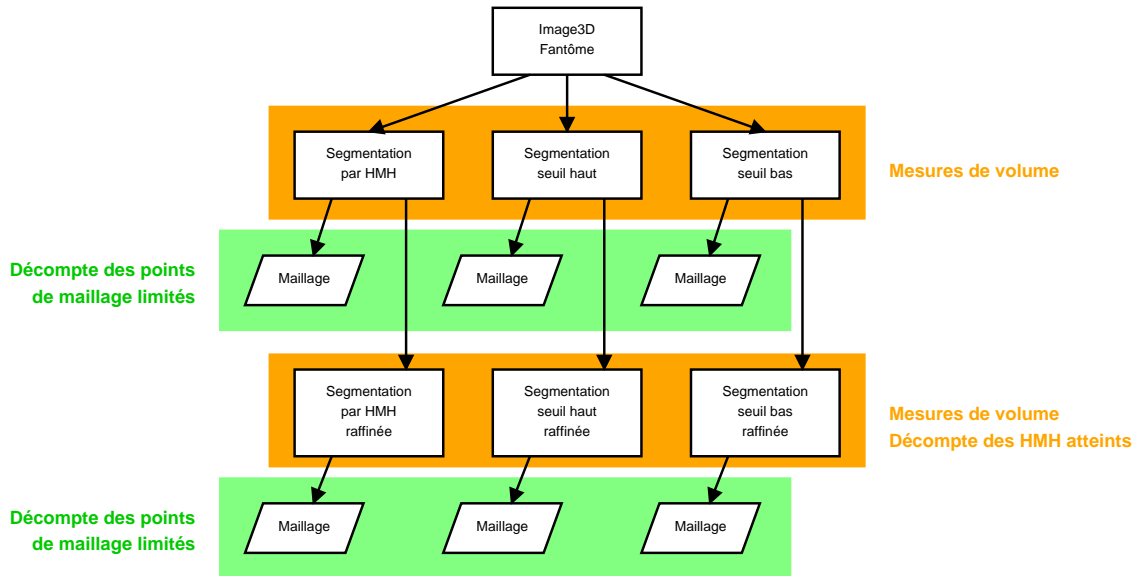 Image3D
Fantôme
Segmentation
par HMH
Segmentation
seuil haut
Segmentation
seuil bas
Mesures de volume
Décompte des points
de maillage limités
Maillage
Maillage
Maillage
Segmentation
par HMH
raffinée
Segmentation
seuil haut
raffinée
Segmentation
seuil bas
raffinée
Mesures de volume
Décompte des HMH atteints
Décompte des points
de maillage limités
Maillage
Maillage
Maillage